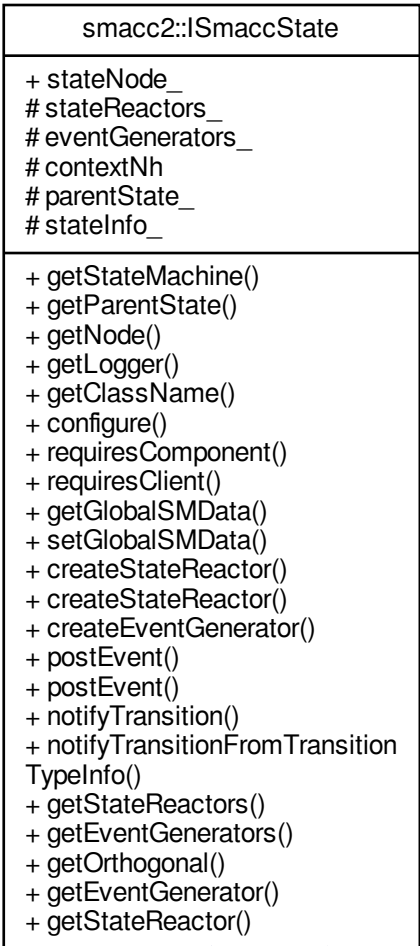 smacc2::ISmaccState
+ stateNode_
# stateReactors_
# eventGenerators_
# contextNh
# parentState_
# stateInfo_
+ getStateMachine()
+ getParentState()
+ getNode()
+ getLogger()
+ getClassName()
+ configure()
+ requiresComponent()
+ requiresClient()
+ getGlobalSMData()
+ setGlobalSMData()
+ createStateReactor()
+ createStateReactor()
+ createEventGenerator()
+ postEvent()
+ postEvent()
+ notifyTransition()
+ notifyTransitionFromTransition
TypeInfo()
+ getStateReactors()
+ getEventGenerators()
+ getOrthogonal()
+ getEventGenerator()
+ getStateReactor()